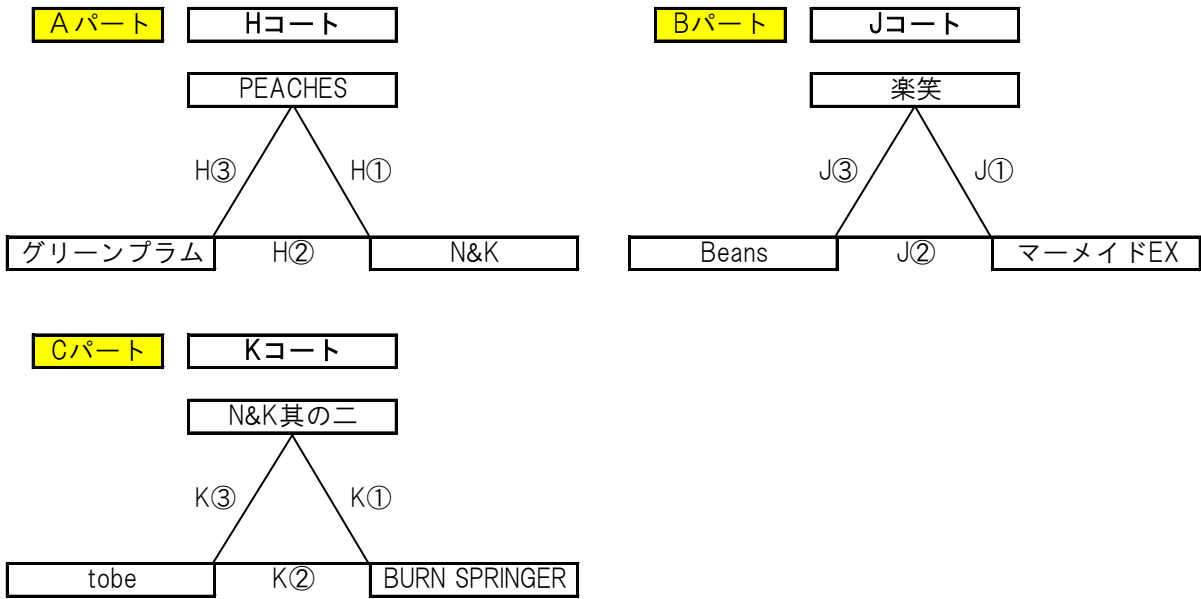 Ａパート Hコート
PEACHES
H③ H①
グリーンプラム H② N&K
Bパート Jコート
楽笑
J③ J①
Beans J② マーメイドEX
Cパート Kコート
N&K其の二
K③ K①
tobe K② BURN SPRINGER